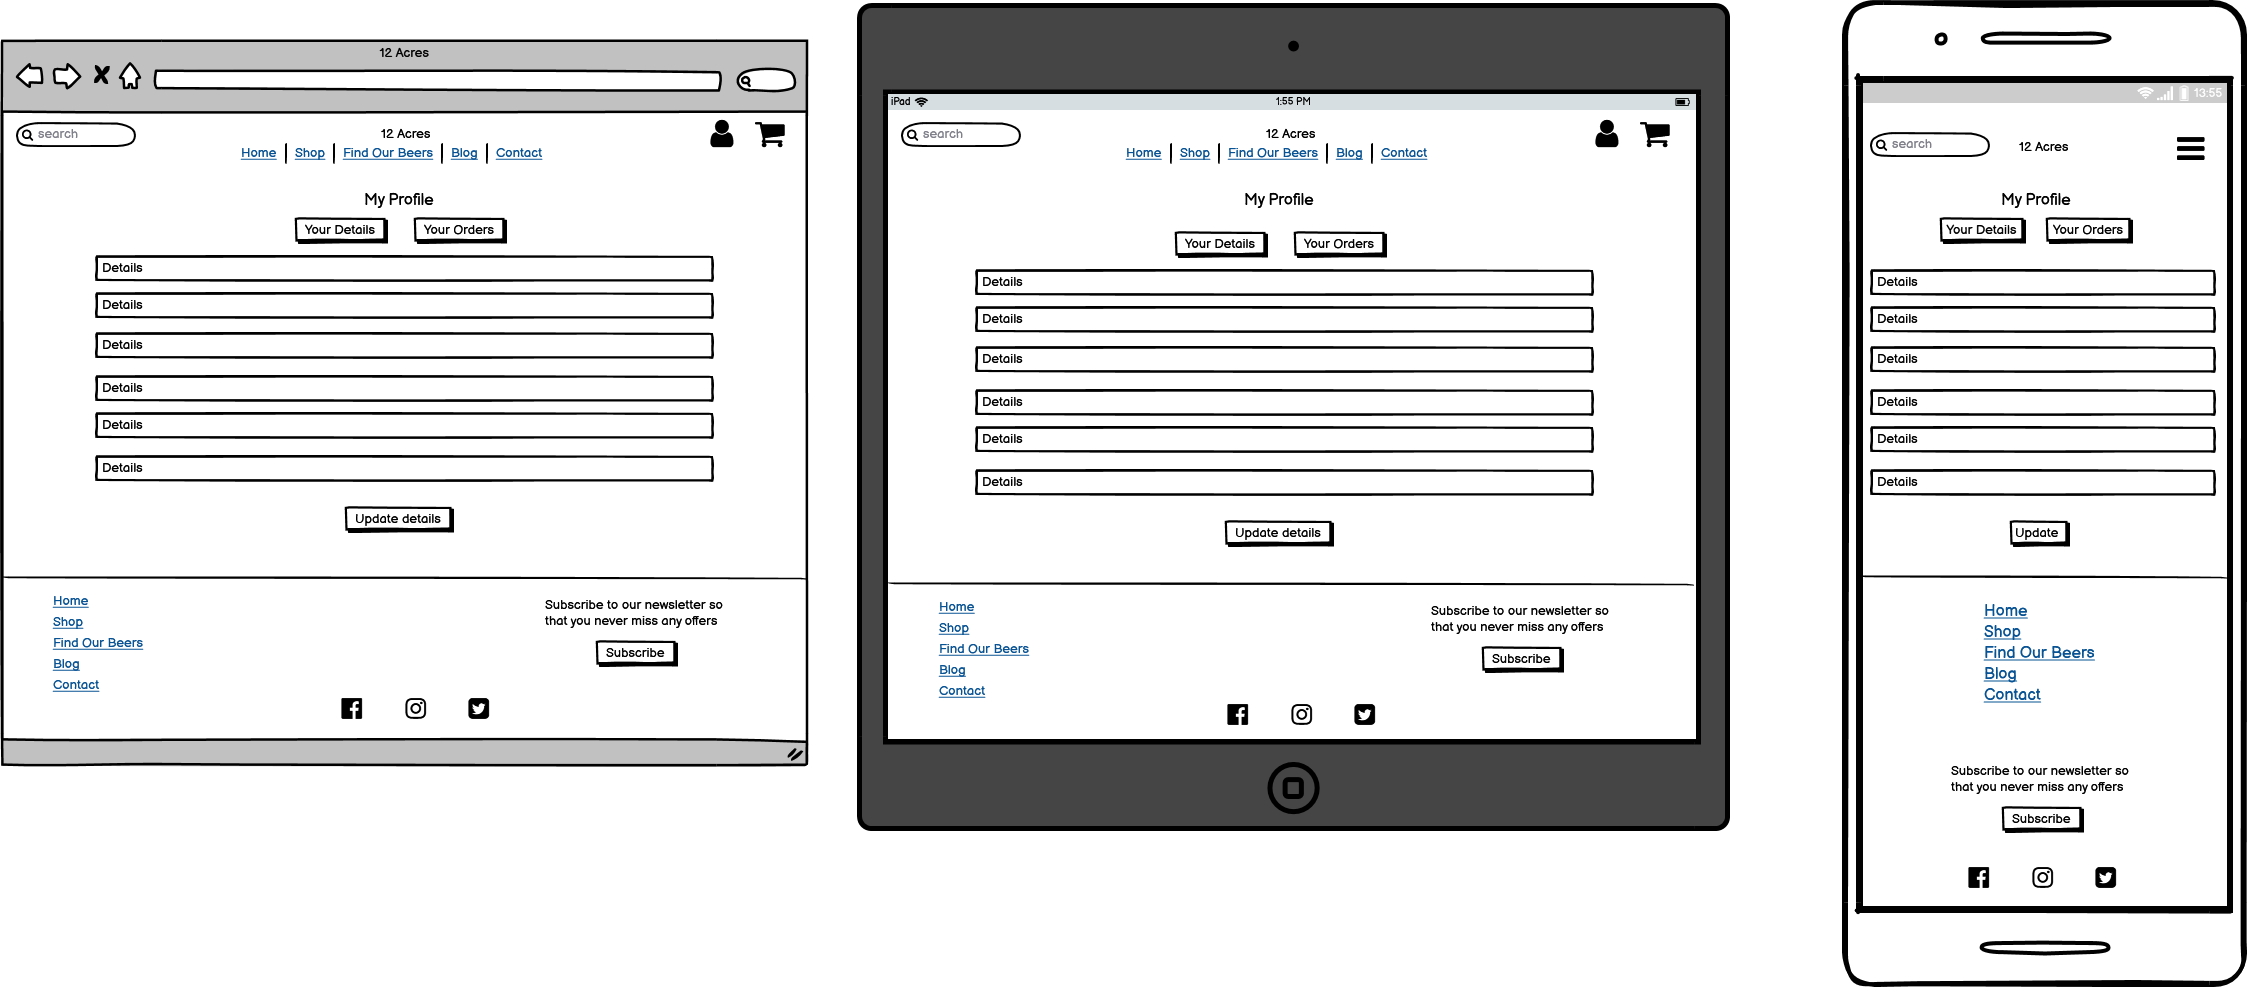 12 Acres
search
12 Acres
Home | Shop | Find Our Beers | Blog | Contact
My Profile
Your Details
Your Orders
Details
Details
Details
Details
Details
Details
Update details
Home
Shop
Find Our Beers
Blog
Contact
Subscribe to our newsletter so
that you never miss any offers
Subscribe
iPad
1:55 PM
search
12 Acres
Home | Shop | Find Our Beers | Blog | Contact
My Profile
Your Details
Your Orders
Details
Details
Details
Details
Details
Details
Update details
Home
Shop
Find Our Beers
Blog
Contact
Subscribe to our newsletter so
that you never miss any offers
Subscribe
13:55
search
12 Acres
My Profile
Your Details
Your Orders
Details
Details
Details
Details
Details
Details
Update
Home
Shop
Find Our Beers
Blog
Contact
Subscribe to our newsletter so
that you never miss any offers
Subscribe